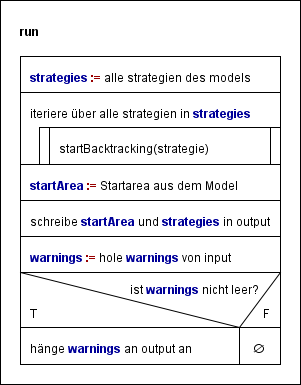 run
strategies := alle strategien des models
iteriere über alle strategien in strategies
startBacktracking(strategie)
startArea := Startarea aus dem Model
schreibe startArea und strategies in output
warnings := hole warnings von input
ist warnings nicht leer?
T F
hänge warnings an output an ∅